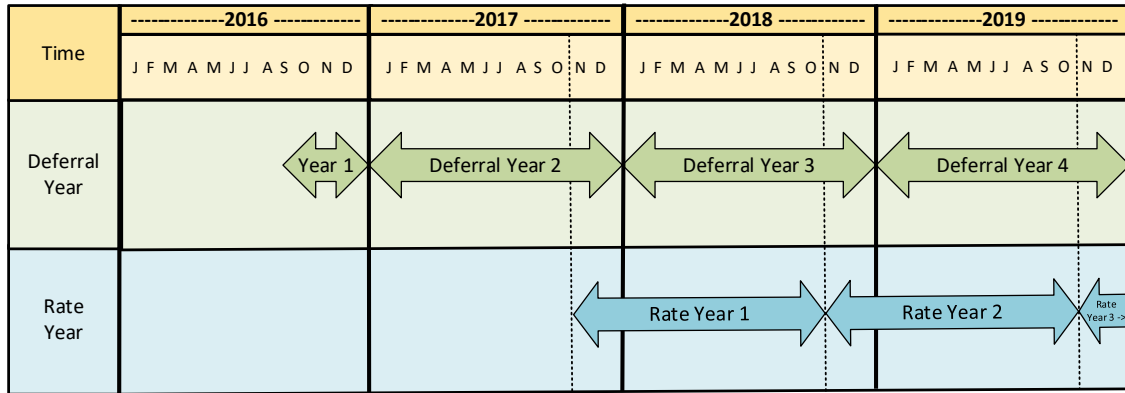 Time
--------------2016--------------
--------------2017--------------
--------------2018--------------
--------------2019--------------
J F M A M J J A S O N D
J F M A M J J A S O N D
J F M A M J J A S O N D
J F M A M J J A S O N D
Deferral
Year
Year 1
Deferral Year 2
Deferral Year 3
Deferral Year 4
Rate
Year
Rate Year 1
Rate Year 2
Rate
Year 3 ->